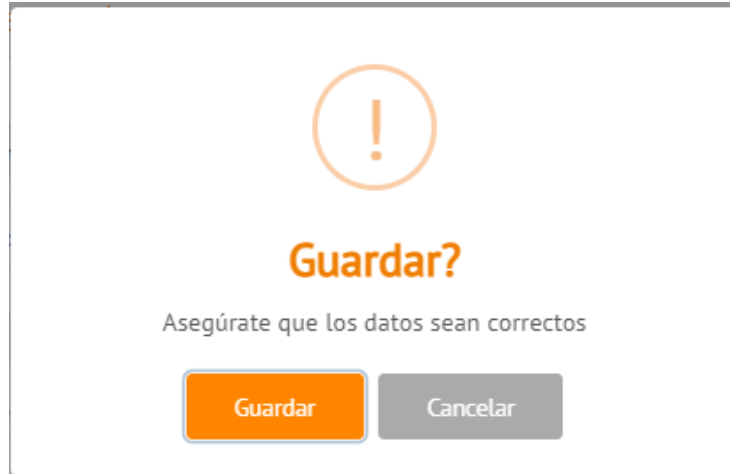 !
Guardar?
Asegúrate que los datos sean correctos
Guardar
Cancelar